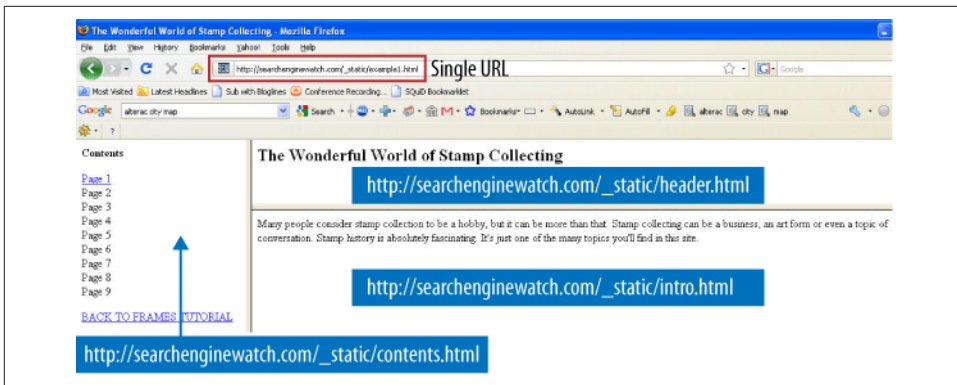 The Wonderful World of Stamp Collecting - Mozilla Firefox
File Edit View History Bookmarks Yahoo! Tools Help
http://searchenginewatch.com/_static/example1.html Single URL Google
Most Visited Latest Headlines Sub with Bloglines Conference Recording... SQuiD Bookmarklet
Google alterac city map Search Bookmarks AutoLink AutoFill alterac city map
Contents
Page 1
Page 2
Page 3
Page 4
Page 5
Page 6
Page 7
Page 8
Page 9
BACK TO FRAMES TUTORIAL
http://searchenginewatch.com/_static/contents.html
The Wonderful World of Stamp Collecting
http://searchenginewatch.com/_static/header.html
Many people consider stamp collection to be a hobby, but it can be more than that. Stamp collecting can be a business, an art form or even a topic of
conversation. Stamp history is absolutely fascinating. It's just one of the many topics you'll find in this site.
http://searchenginewatch.com/_static/intro.html